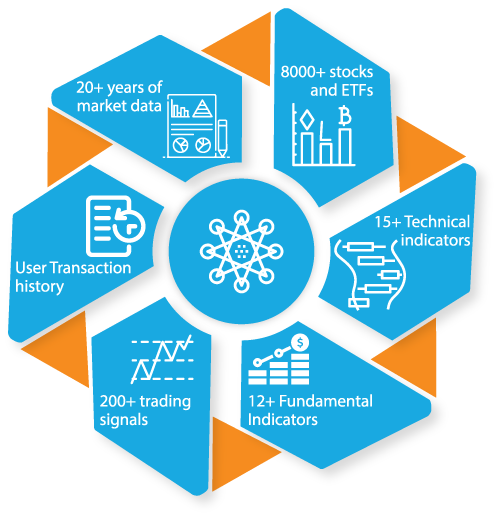 20+ years of
market data
8000+ stocks
and ETFs
15+ Technical
indicators
12+ Fundamental
Indicators
200+ trading
signals
User Transaction
history